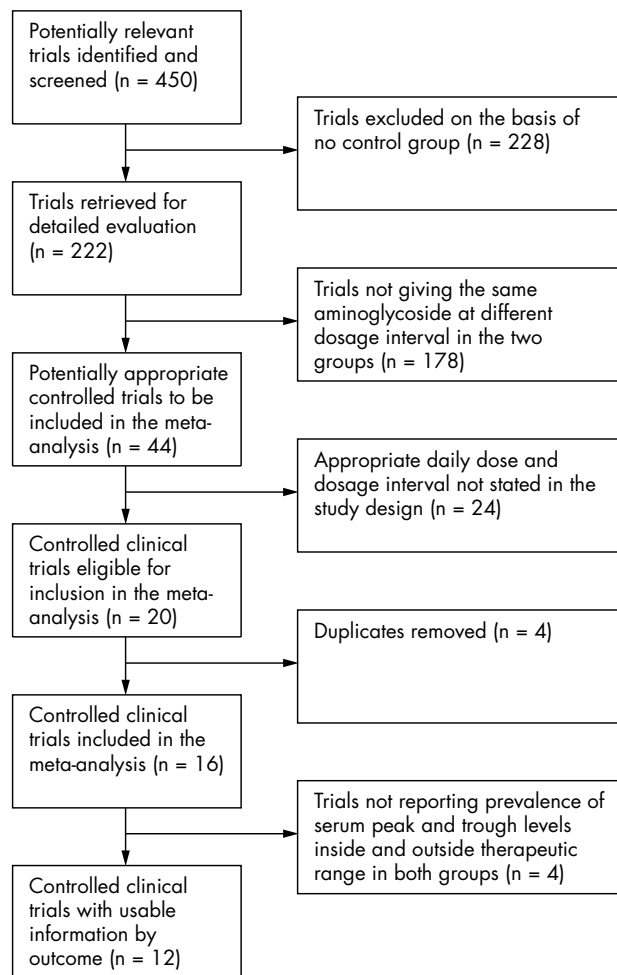 Potentially relevant
trials identified and
screened (n = 450)
Trials excluded on the basis of
no control group (n = 228)
Trials retrieved for
detailed evaluation
(n = 222)
Trials not giving the same
aminoglycoside at different
dosage interval in the two
groups (n = 178)
Potentially appropriate
controlled trials to be
included in the meta-
analysis (n = 44)
Appropriate daily dose and
dosage interval not stated in the
study design (n = 24)
Controlled clinical
trials eligible for
inclusion in the meta-
analysis (n = 20)
Duplicates removed (n = 4)
Controlled clinical
trials included in the
meta-analysis (n = 16)
Trials not reporting prevalence of
serum peak and trough levels
inside and outside therapeutic
range in both groups (n = 4)
Controlled clinical
trials with usable
information by
outcome (n = 12)